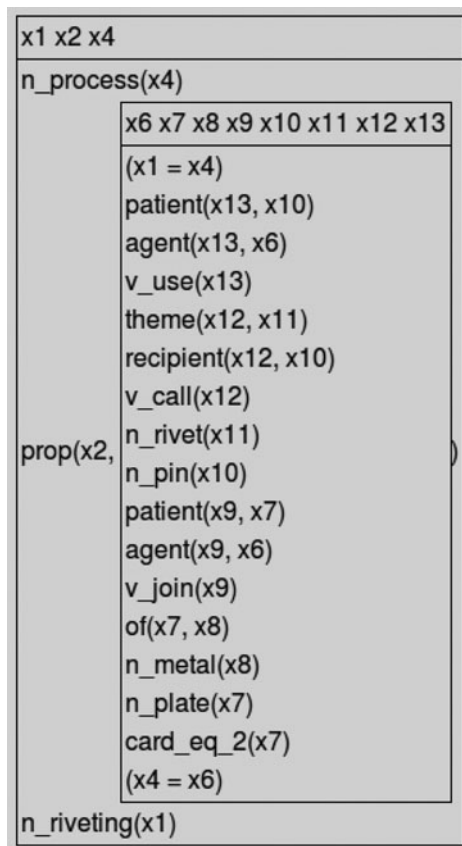 x1 x2 x4
n_process(x4)
x6 x7 x8 x9 x10 x11 x12 x13
(x1 = x4)
patient(x13, x10)
agent(x13, x6)
v_use(x13)
theme(x12, x11)
recipient(x12, x10)
v_call(x12)
n_rivet(x11)
prop(x2,
n_pin(x10)
)
patient(x9, x7)
agent(x9, x6)
v_join(x9)
of(x7, x8)
n_metal(x8)
n_plate(x7)
card_eq_2(x7)
(x4 = x6)
n_riveting(x1)